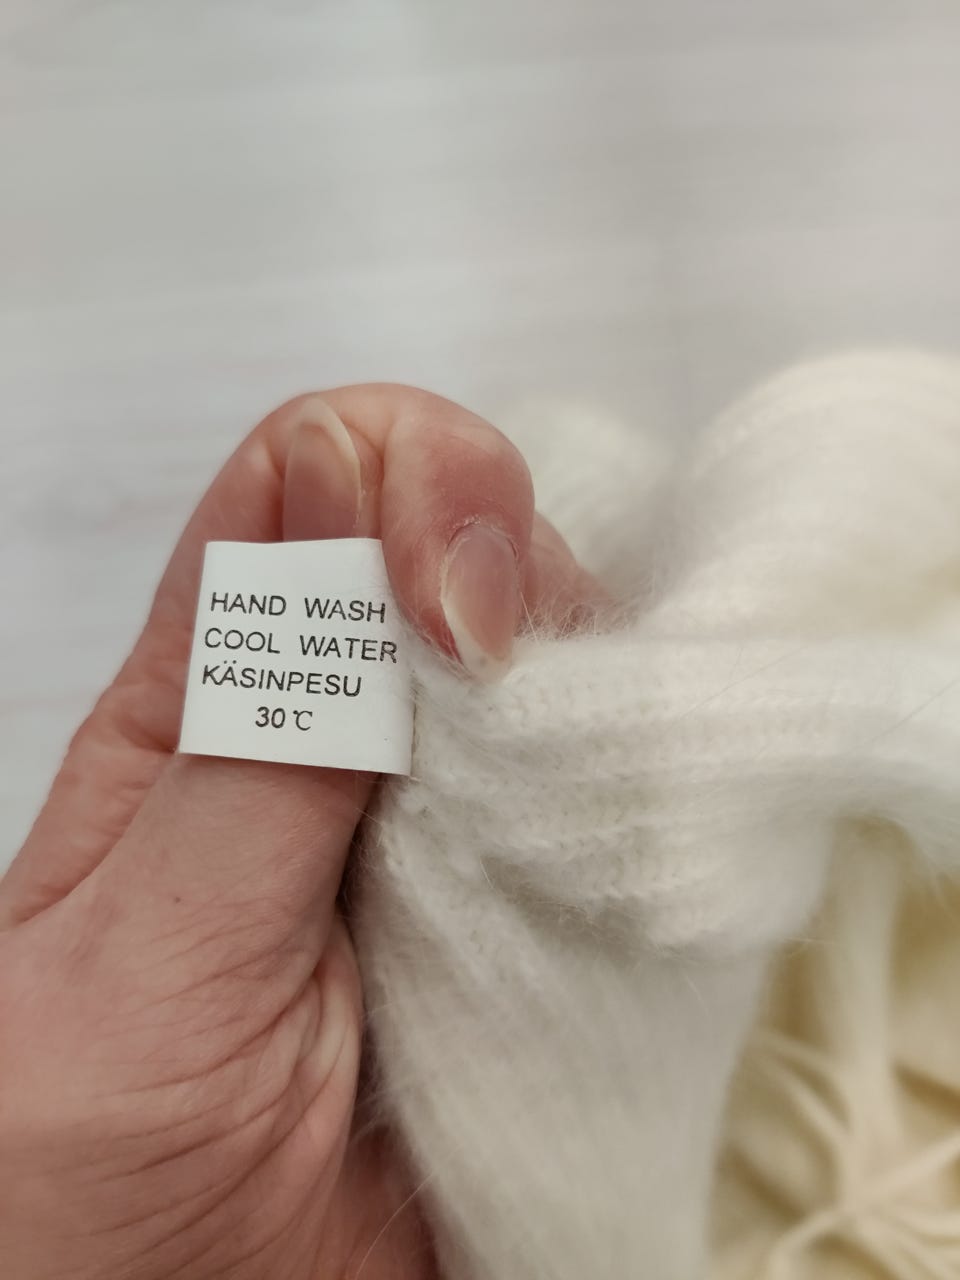 HAND WASH
COOL WATER
KÄSINPESU
30℃